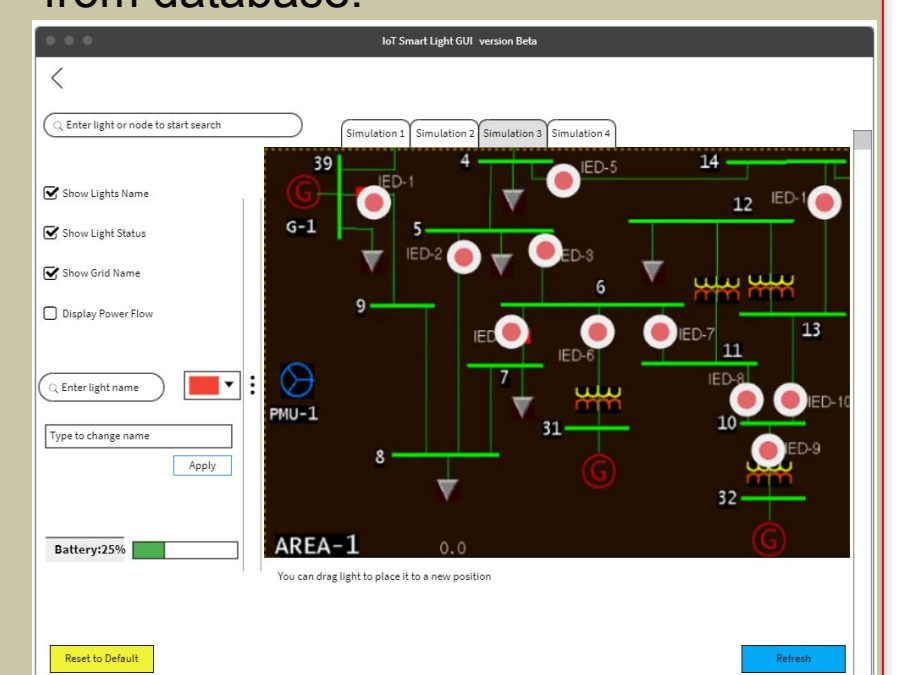 from database.
IoT Smart Light GUI version Beta
Enter light or node to start search
Simulation 1
Simulation 2
Simulation 3
Simulation 4
Show Lights Name
Show Light Status
Show Grid Name
Display Power Flow
Enter light name
Type to change name
Apply
Battery:25%
39
4
IED-5
14
IED-1
G
12
IED-1
G-1
5
IED-2
ED-3
6
9
IED
IED-7
13
IED-6
11
7
IED-8
PMU-1
IED-10
31
10
8
IED-9
G
32
AREA-1
0.0
G
You can drag light to place it to a new position
Reset to Default
Refresh